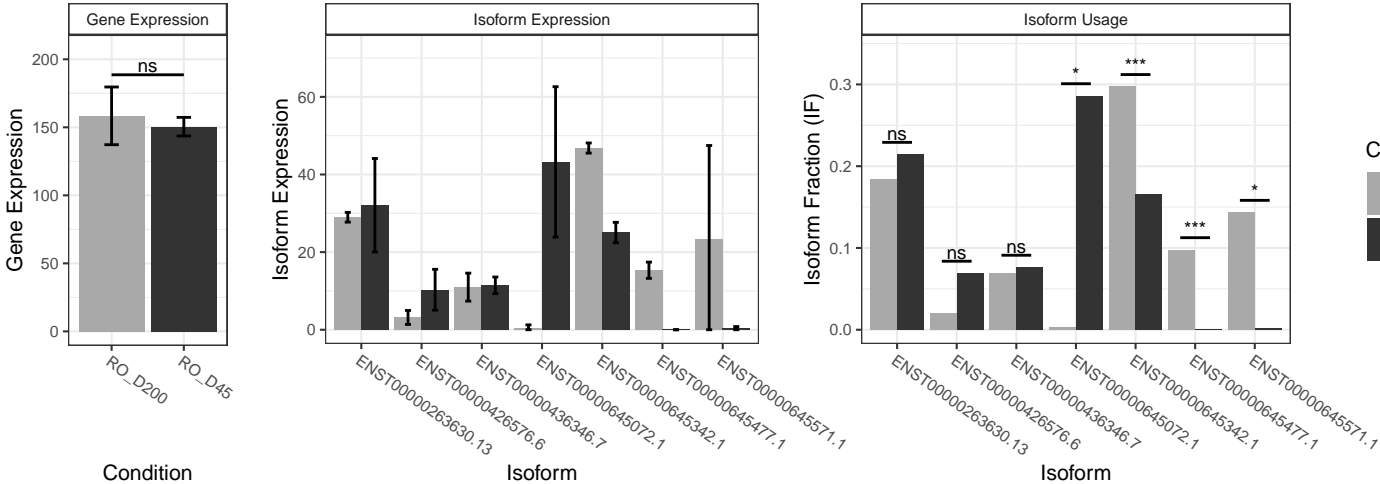 Gene Expression
Gene Expression
200
150
100
50
0
ns
RO_D200
RO_D45
Condition
Isoform Expression
Isoform Expression
60
40
20
0
ENST00000263630.13
ENST00000426576.6
ENST00000436346.7
ENST00000645072.1
ENST00000645342.1
ENST00000645477.1
ENST00000645571.1
Isoform
Isoform Usage
Isoform Fraction (IF)
0.3
0.2
0.1
0.0
ns
ns
ns
*
***
***
*
ENST00000263630.13
ENST00000426576.6
ENST00000436346.7
ENST00000645072.1
ENST00000645342.1
ENST00000645477.1
ENST00000645571.1
Isoform
C